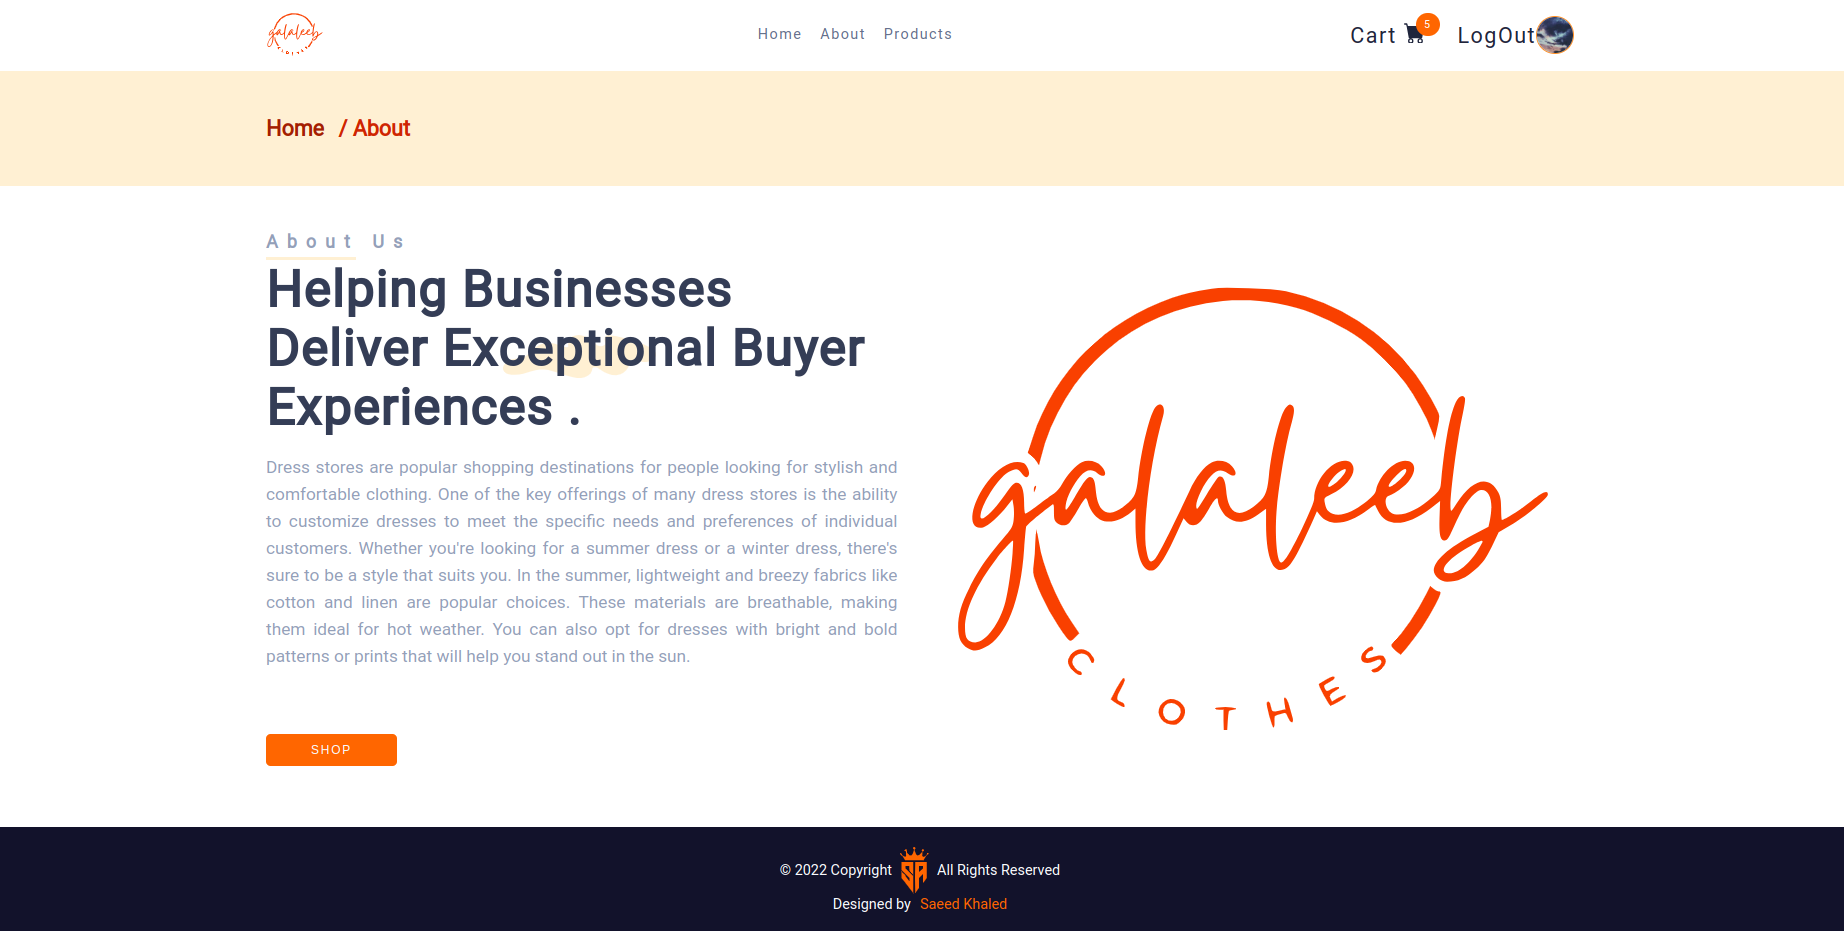 galaleeb
CLOTHES
Home About Products
Cart 5 LogOut
Home / About
About Us
Helping Businesses
Deliver Exceptional Buyer
Experiences .
Dress stores are popular shopping destinations for people looking for stylish and
comfortable clothing. One of the key offerings of many dress stores is the ability
to customize dresses to meet the specific needs and preferences of individual
customers. Whether you're looking for a summer dress or a winter dress, there's
sure to be a style that suits you. In the summer, lightweight and breezy fabrics like
cotton and linen are popular choices. These materials are breathable, making
them ideal for hot weather. You can also opt for dresses with bright and bold
patterns or prints that will help you stand out in the sun.
SHOP
galaleeb
CLOTHES
© 2022 Copyright SA All Rights Reserved
Designed by Saeed Khaled